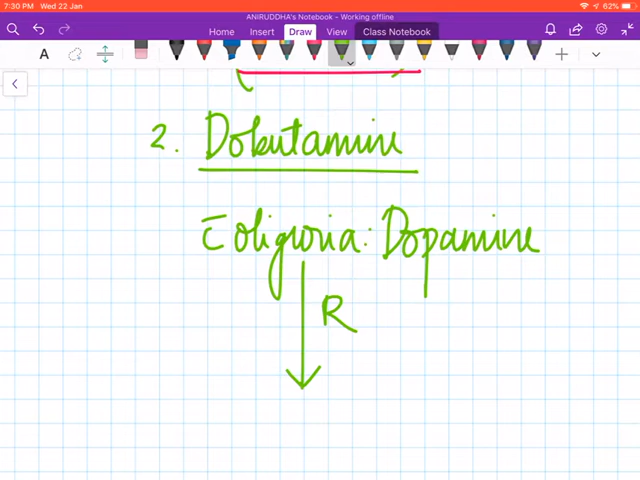 7:30 PM Wed 22 Jan
62%
ANIRUDDHA's Notebook - Working offline
Home Insert Draw View Class Notebook
A
2. Dobutamine
c̄ oligroria: Dopamine
R